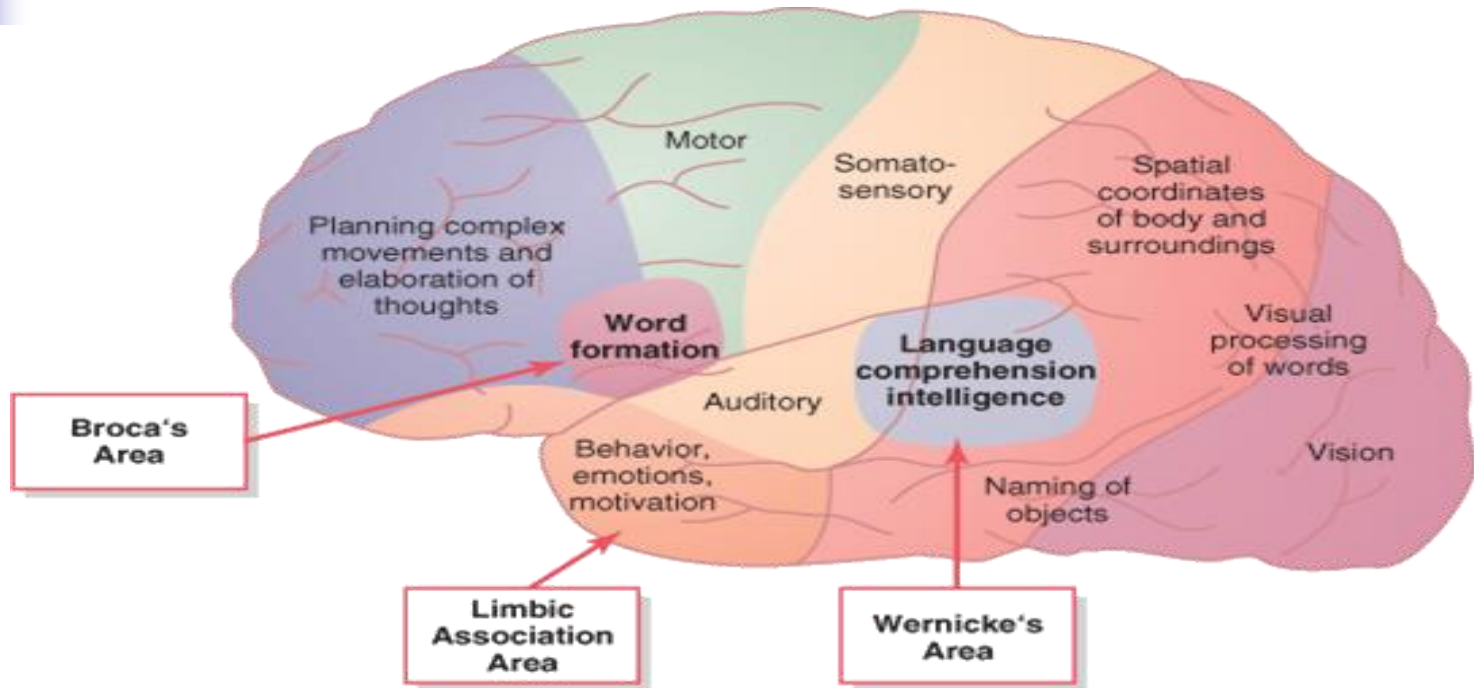 Motor
Somato-
sensory
Spatial
coordinates
of body and
surroundings
Planning complex
movements and
elaboration of
thoughts
Word
formation
Language
comprehension
intelligence
Visual
processing
of words
Auditory
Broca‘s
Area
Behavior,
emotions,
motivation
Vision
Naming of
objects
Limbic
Association
Area
Wernicke‘s
Area